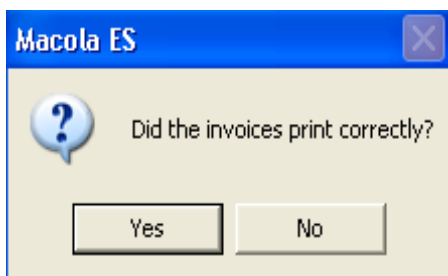 Macola ES
Did the invoices print correctly?
Yes No